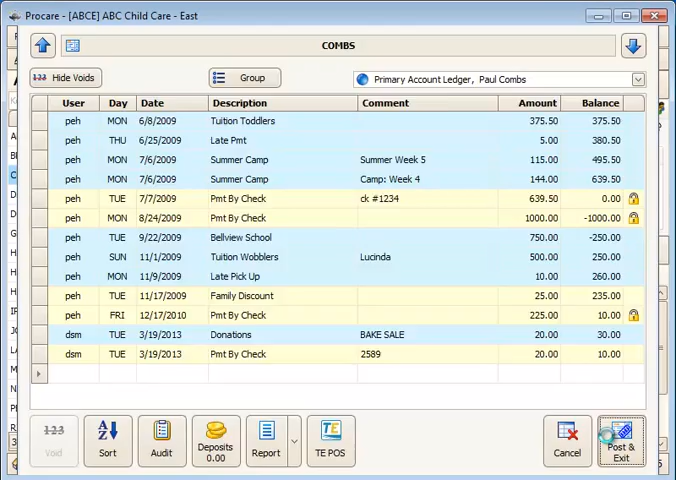 Procare - [ABCE] ABC Child Care - East
COMBS
123 Hide Voids
Group
Primary Account Ledger, Paul Combs
User Day Date Description Comment Amount Balance
peh MON 6/8/2009 Tuition Toddlers 375.50 375.50
peh THU 6/25/2009 Late Pmt 5.00 380.50
peh MON 7/6/2009 Summer Camp Summer Week 5 115.00 495.50
peh MON 7/6/2009 Summer Camp Camp: Week 4 144.00 639.50
peh TUE 7/7/2009 Pmt By Check ck #1234 639.50 0.00
peh MON 8/24/2009 Pmt By Check 1000.00 -1000.00
peh TUE 9/22/2009 Bellview School 750.00 -250.00
peh SUN 11/1/2009 Tuition Wobblers Lucinda 500.00 250.00
peh MON 11/9/2009 Late Pick Up 10.00 260.00
peh TUE 11/17/2009 Family Discount 25.00 235.00
peh FRI 12/17/2010 Pmt By Check 225.00 10.00
dsm TUE 3/19/2013 Donations BAKE SALE 20.00 30.00
dsm TUE 3/19/2013 Pmt By Check 2589 20.00 10.00
123
Void
A Z
Sort
Audit
Deposits
0.00
Report
TE
TE POS
Cancel
Post &
Exit